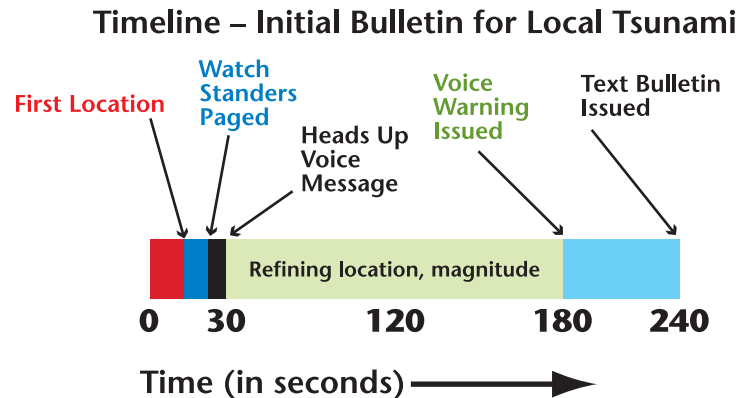 Timeline – Initial Bulletin for Local Tsunami
First Location
Watch
Standers
Paged
Heads Up
Voice
Message
Voice
Warning
Issued
Text Bulletin
Issued
Refining location, magnitude
0 30 120 180 240
Time (in seconds)